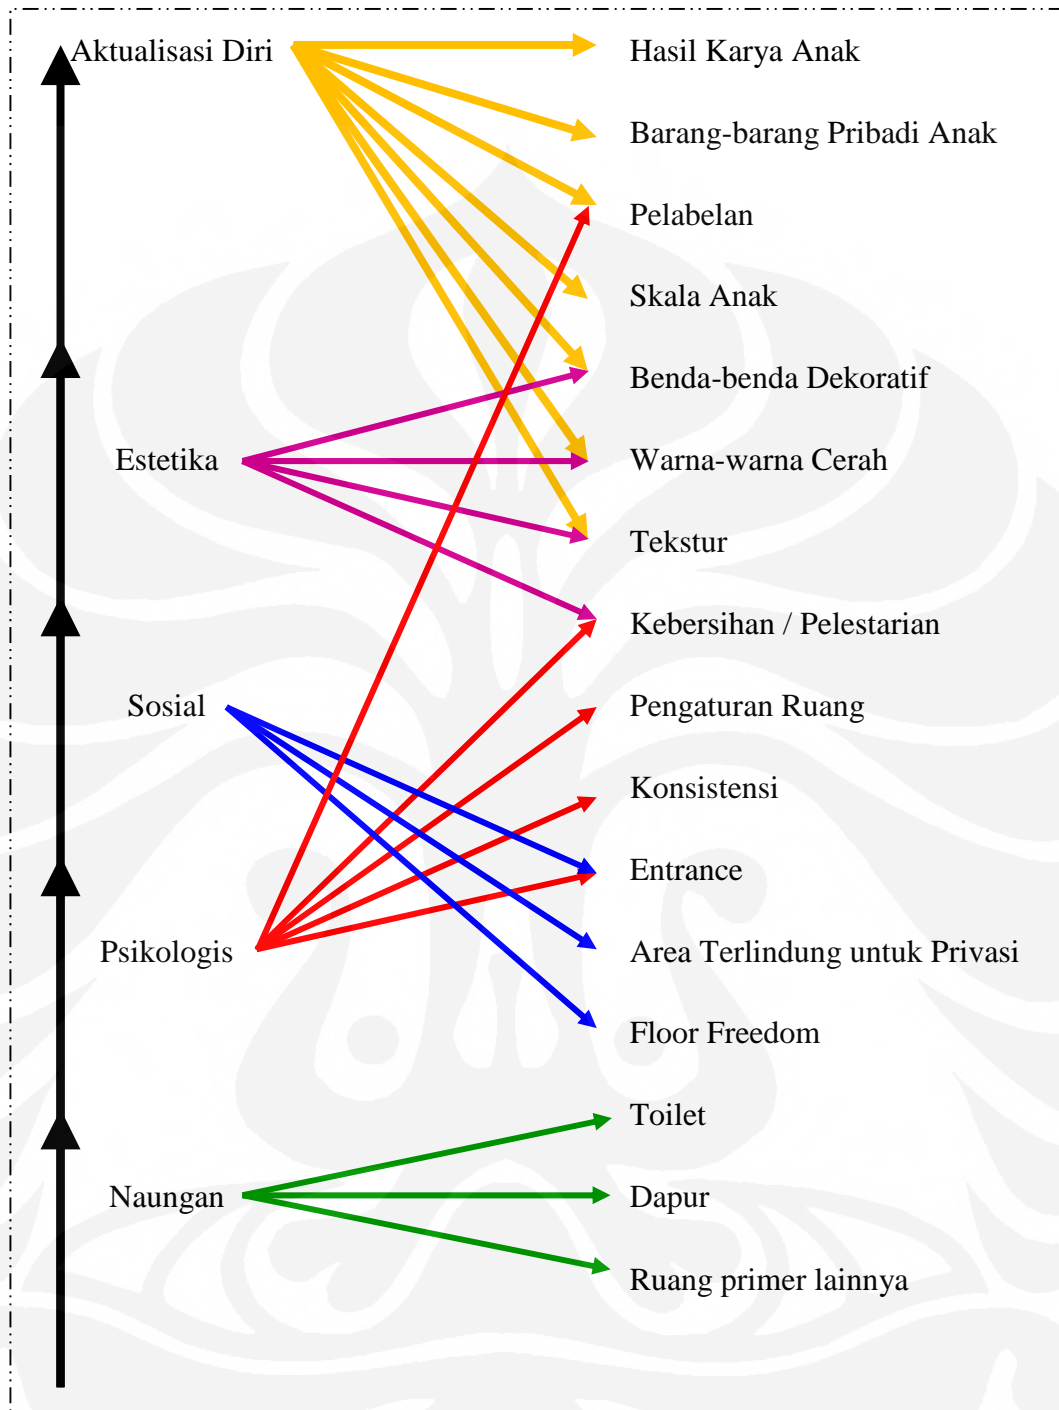 Aktualisasi Diri
Hasil Karya Anak
Barang-barang Pribadi Anak
Pelabelan
Skala Anak
Benda-benda Dekoratif
Estetika
Warna-warna Cerah
Tekstur
Kebersihan / Pelestarian
Sosial
Pengaturan Ruang
Konsistensi
Entrance
Psikologis
Area Terlindung untuk Privasi
Floor Freedom
Toilet
Naungan
Dapur
Ruang primer lainnya